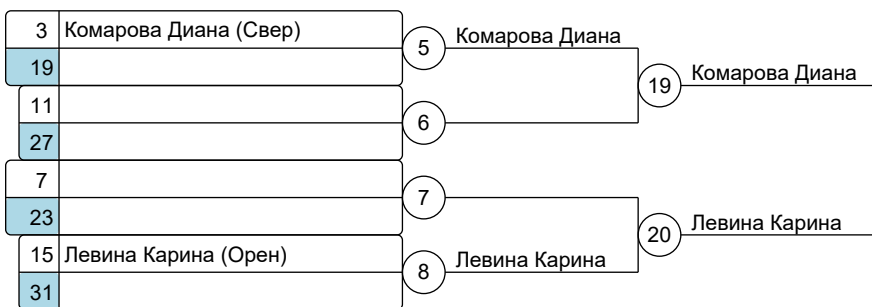 3 Комарова Диана (Свер)
5 Комарова Диана
19
19 Комарова Диана
11
6
27
7
7
23
20 Левина Карина
15 Левина Карина (Орен)
8 Левина Карина
31